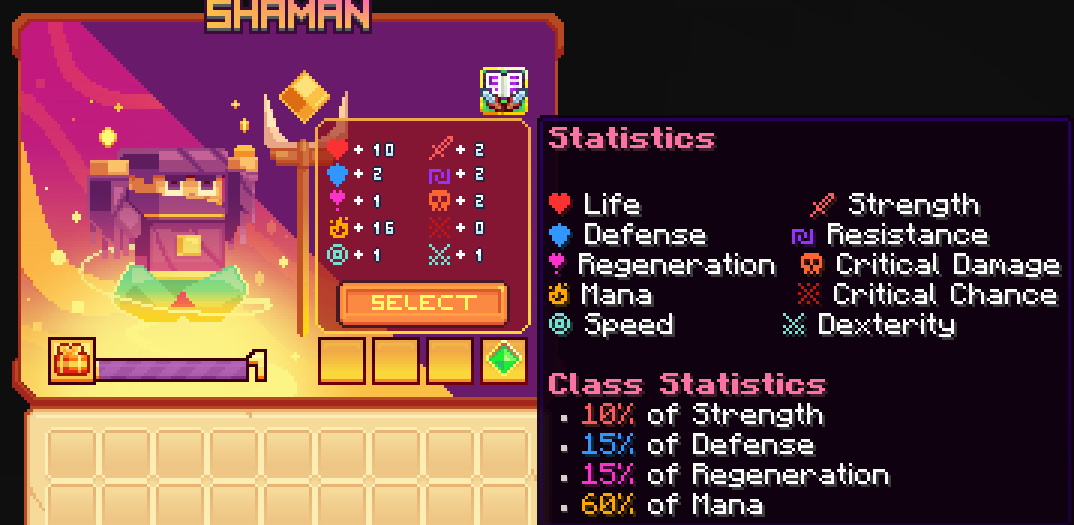 SHAMAN
+ 10 + 2
+ 2 + 2
+ 1 + 2
+ 16 + 0
+ 1 + 1
SELECT
1
Statistics
Life Strength
Defense Resistance
Regeneration Critical Damage
Mana Critical Chance
Speed Dexterity
Class Statistics
▪ 10% of Strength
▪ 15% of Defense
▪ 15% of Regeneration
▪ 60% of Mana